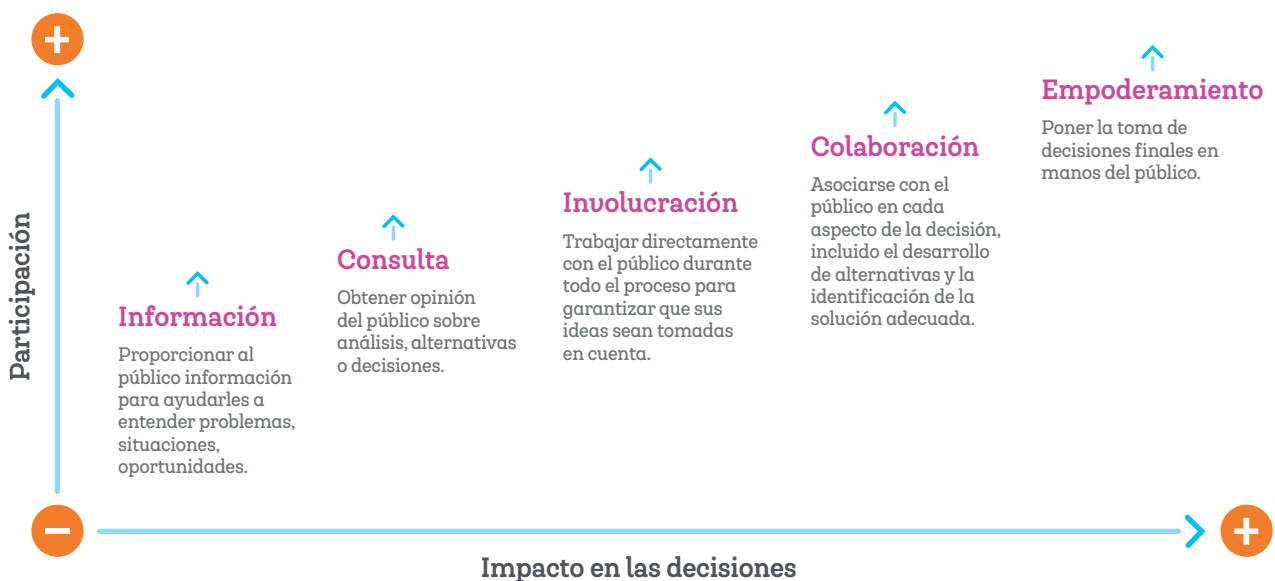 Participación
Información
Proporcionar al
público información
para ayudarles a
entender problemas,
situaciones,
oportunidades.
Consulta
Obtener opinión
del público sobre
análisis, alternativas
o decisiones.
Involucración
Trabajar directamente
con el público durante
todo el proceso para
garantizar que sus
ideas sean tomadas
en cuenta.
Colaboración
Asociarse con el
público en cada
aspecto de la decisión,
incluido el desarrollo
de alternativas y la
identificación de la
solución adecuada.
Empoderamiento
Poner la toma de
decisiones finales en
manos del público.
Impacto en las decisiones